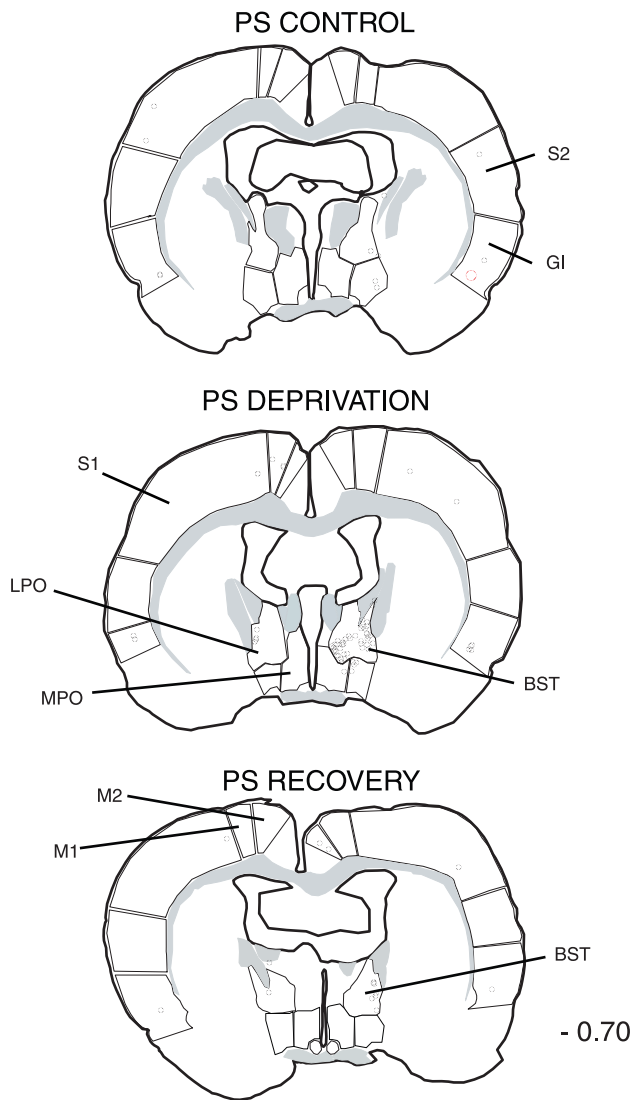 PS CONTROL
S2
GI
PS DEPRIVATION
S1
LPO
MPO
BST
PS RECOVERY
M2
M1
BST
- 0.70